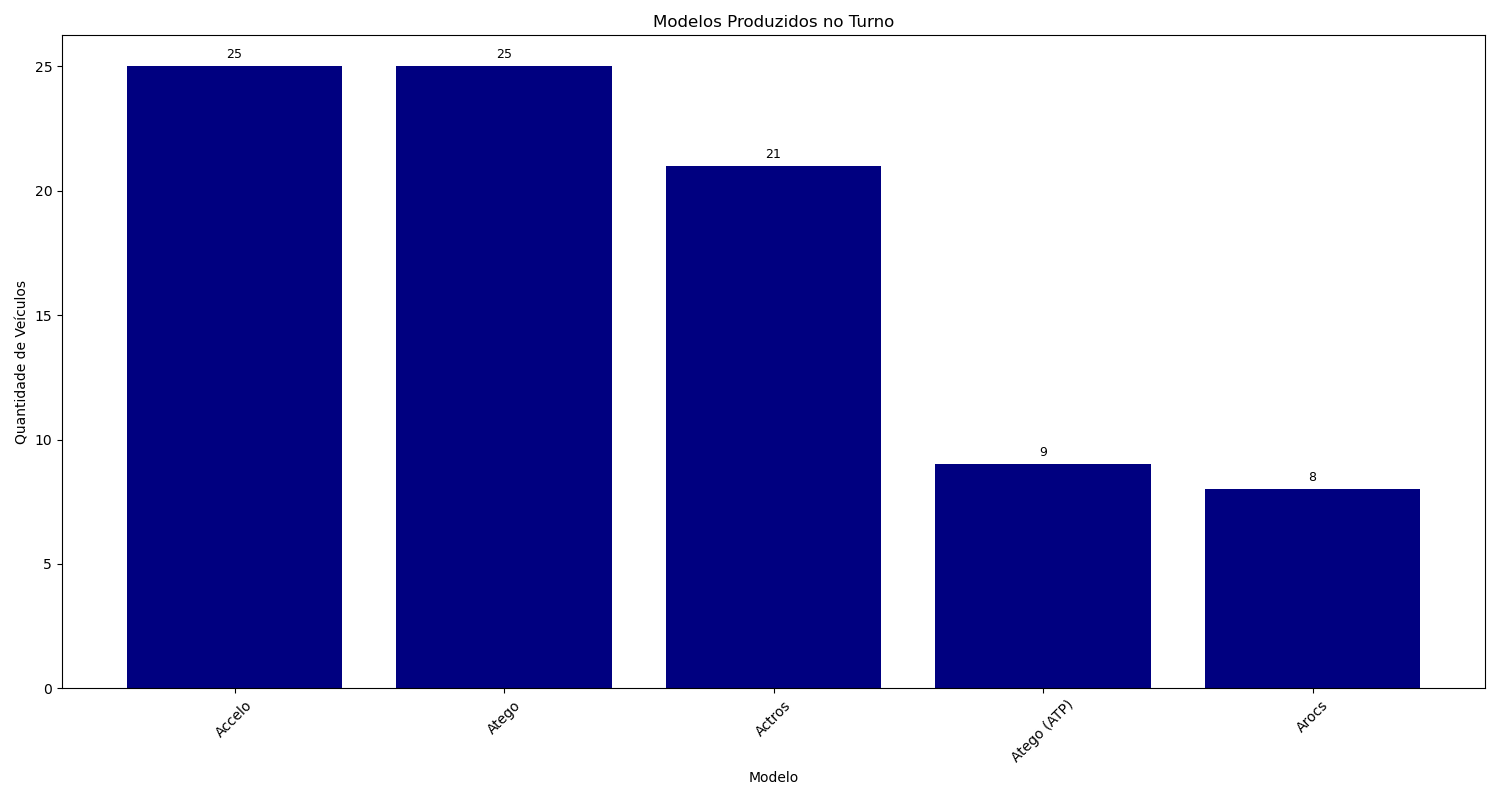 Modelos Produzidos no Turno
Quantidade de Veículos
25
20
15
10
5
0
25
25
21
9
8
Accelo
Atego
Actros
Atego (ATP)
Arocs
Modelo